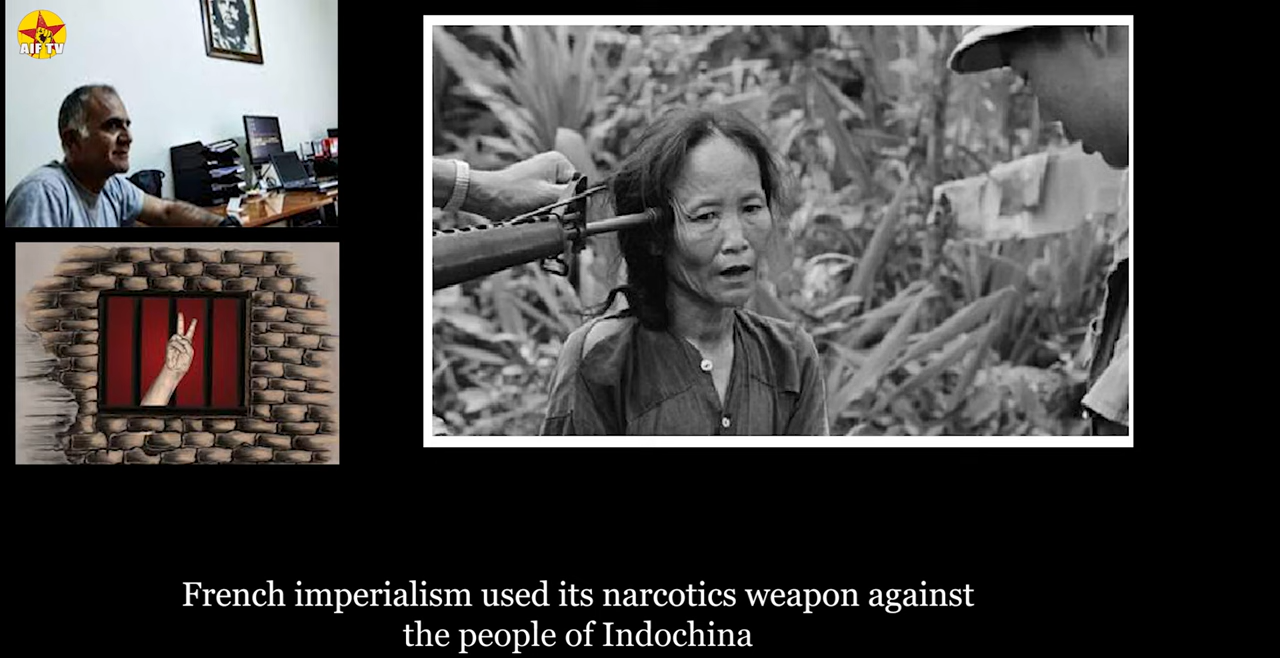 AIF TV
French imperialism used its narcotics weapon against
the people of Indochina